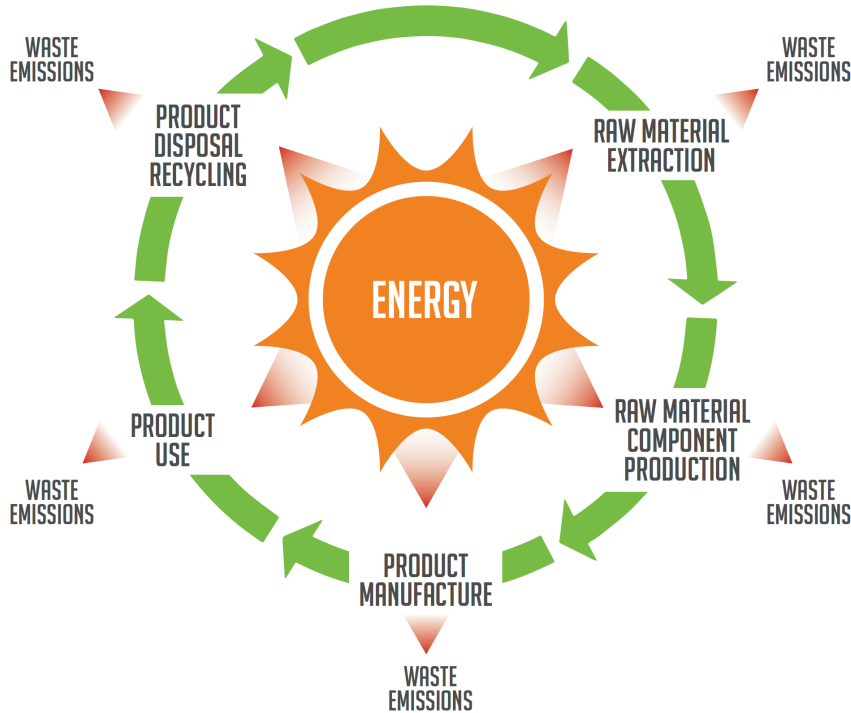 WASTE
EMISSIONS
WASTE
EMISSIONS
PRODUCT
DISPOSAL
RECYCLING
RAW MATERIAL
EXTRACTION
ENERGY
PRODUCT
USE
RAW MATERIAL
COMPONENT
PRODUCTION
WASTE
EMISSIONS
WASTE
EMISSIONS
PRODUCT
MANUFACTURE
WASTE
EMISSIONS